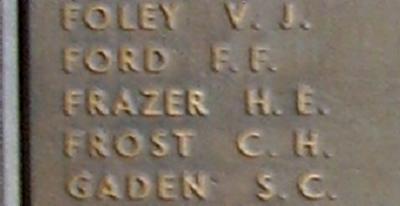 FOLEY V. J.
FORD F. F.
FRAZER H. E.
FROST C. H.
GADEN S. C.